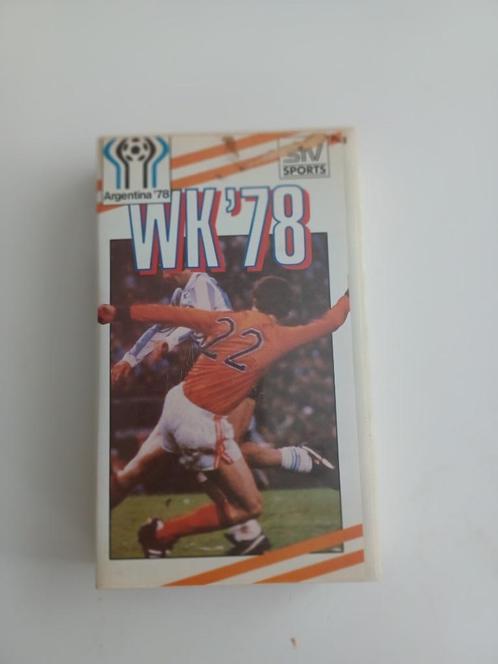 Argentina '78
STV
SPORTS
WK '78
22